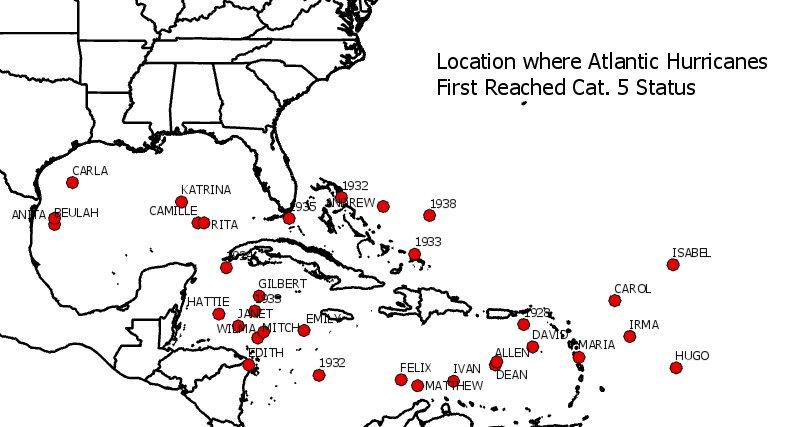 Location where Atlantic Hurricanes
First Reached Cat. 5 Status
CARLA
KATRINA
1932
ANDREW
1938
ANITA
BEULAH
CAMILLE
RITA
1935
1933
ISABEL
GILBERT
CAROL
HATTIE
JANET
EMILY
1928
IRMA
WILMA
MITCH
DAVID
MARIA
EDITH
ALLEN
HUGO
1932
FELIX
IVAN
DEAN
MATTHEW